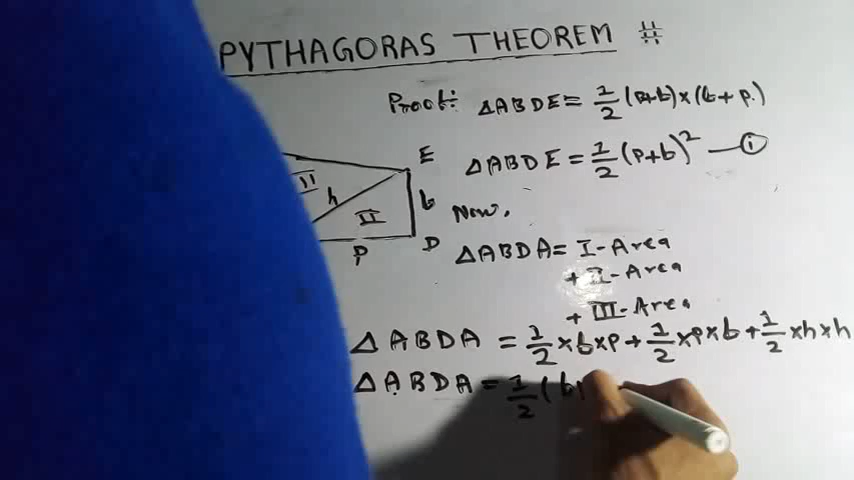 PYTHAGORAS THEOREM #
Proof:- ΔABDE = 1/2 (p+b)×(b+p)
ΔABDE = 1/2 (p+b)² —(i)
Now,
ΔABDA = I-Area
+ II-Area
+ III-Area
ΔABDA = 1/2 ×b×p + 1/2 ×p×b + 1/2 ×h×h
ΔABDA = 1/2 (b
E
h
II
b
P
D